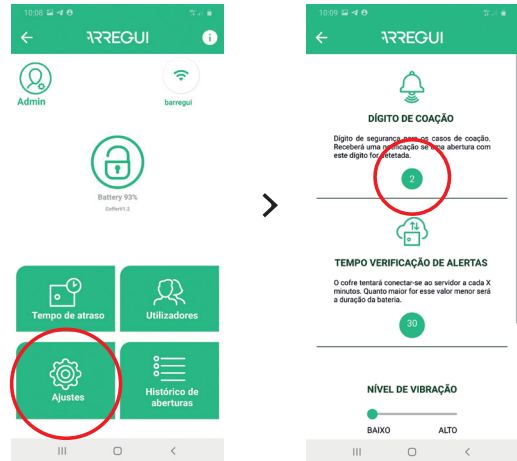 10:08
ARREGUI
Admin
barregui
Battery 93%
CofferV1.2
Tempo de atraso
Utilizadores
Ajustes
Histórico de
aberturas
10:09
ARREGUI
DÍGITO DE COAÇÃO
Dígito de segurança para os casos de coação.
Receberá uma notificação se uma abertura com
este dígito for detetada.
2
TEMPO VERIFICAÇÃO DE ALERTAS
O cofre tentará conectar-se ao servidor a cada X
minutos. Quanto maior for esse valor menor será
a duração da bateria.
30
NÍVEL DE VIBRAÇÃO
BAIXO ALTO